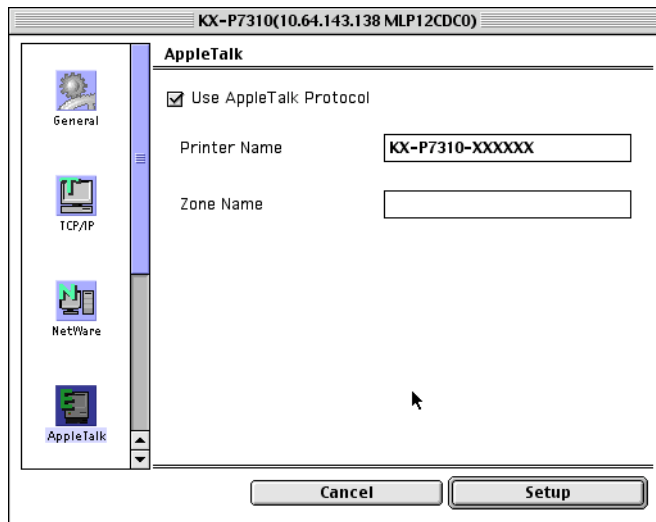 KX-P7310(10.64.143.138 MLP12CDC0)
General
TCP/IP
NetWare
AppleTalk
AppleTalk
Use AppleTalk Protocol
Printer Name KX-P7310-XXXXXX
Zone Name
Cancel Setup